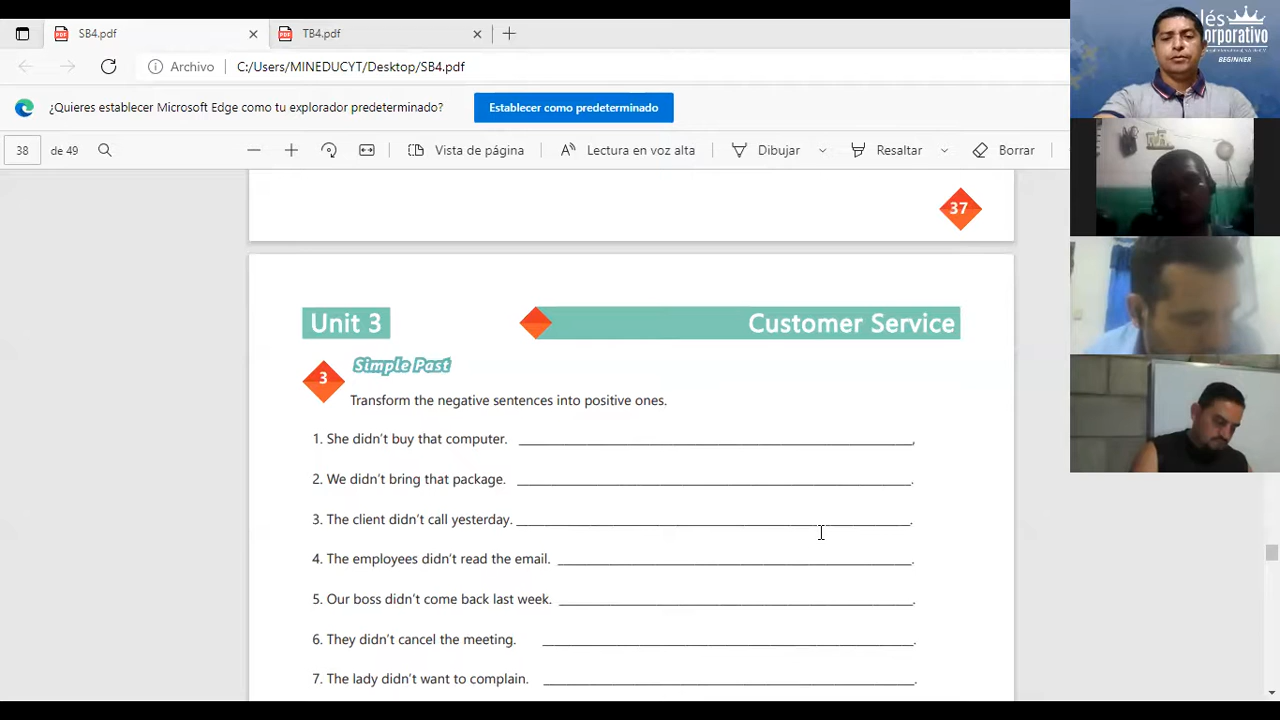 SB4.pdf
TB4.pdf
Archivo C:/Users/MINEDUCYT/Desktop/SB4.pdf
¿Quieres establecer Microsoft Edge como tu explorador predeterminado? Establecer como predeterminado
38 de 49 Vista de página Lectura en voz alta Dibujar Resaltar Borrar
37
Unit 3 Customer Service
3 Simple Past
Transform the negative sentences into positive ones.
1. She didn't buy that computer. ,
2. We didn't bring that package. .
3. The client didn't call yesterday. .
4. The employees didn't read the email. .
5. Our boss didn't come back last week. .
6. They didn't cancel the meeting. .
7. The lady didn't want to complain. .
BEGINNER